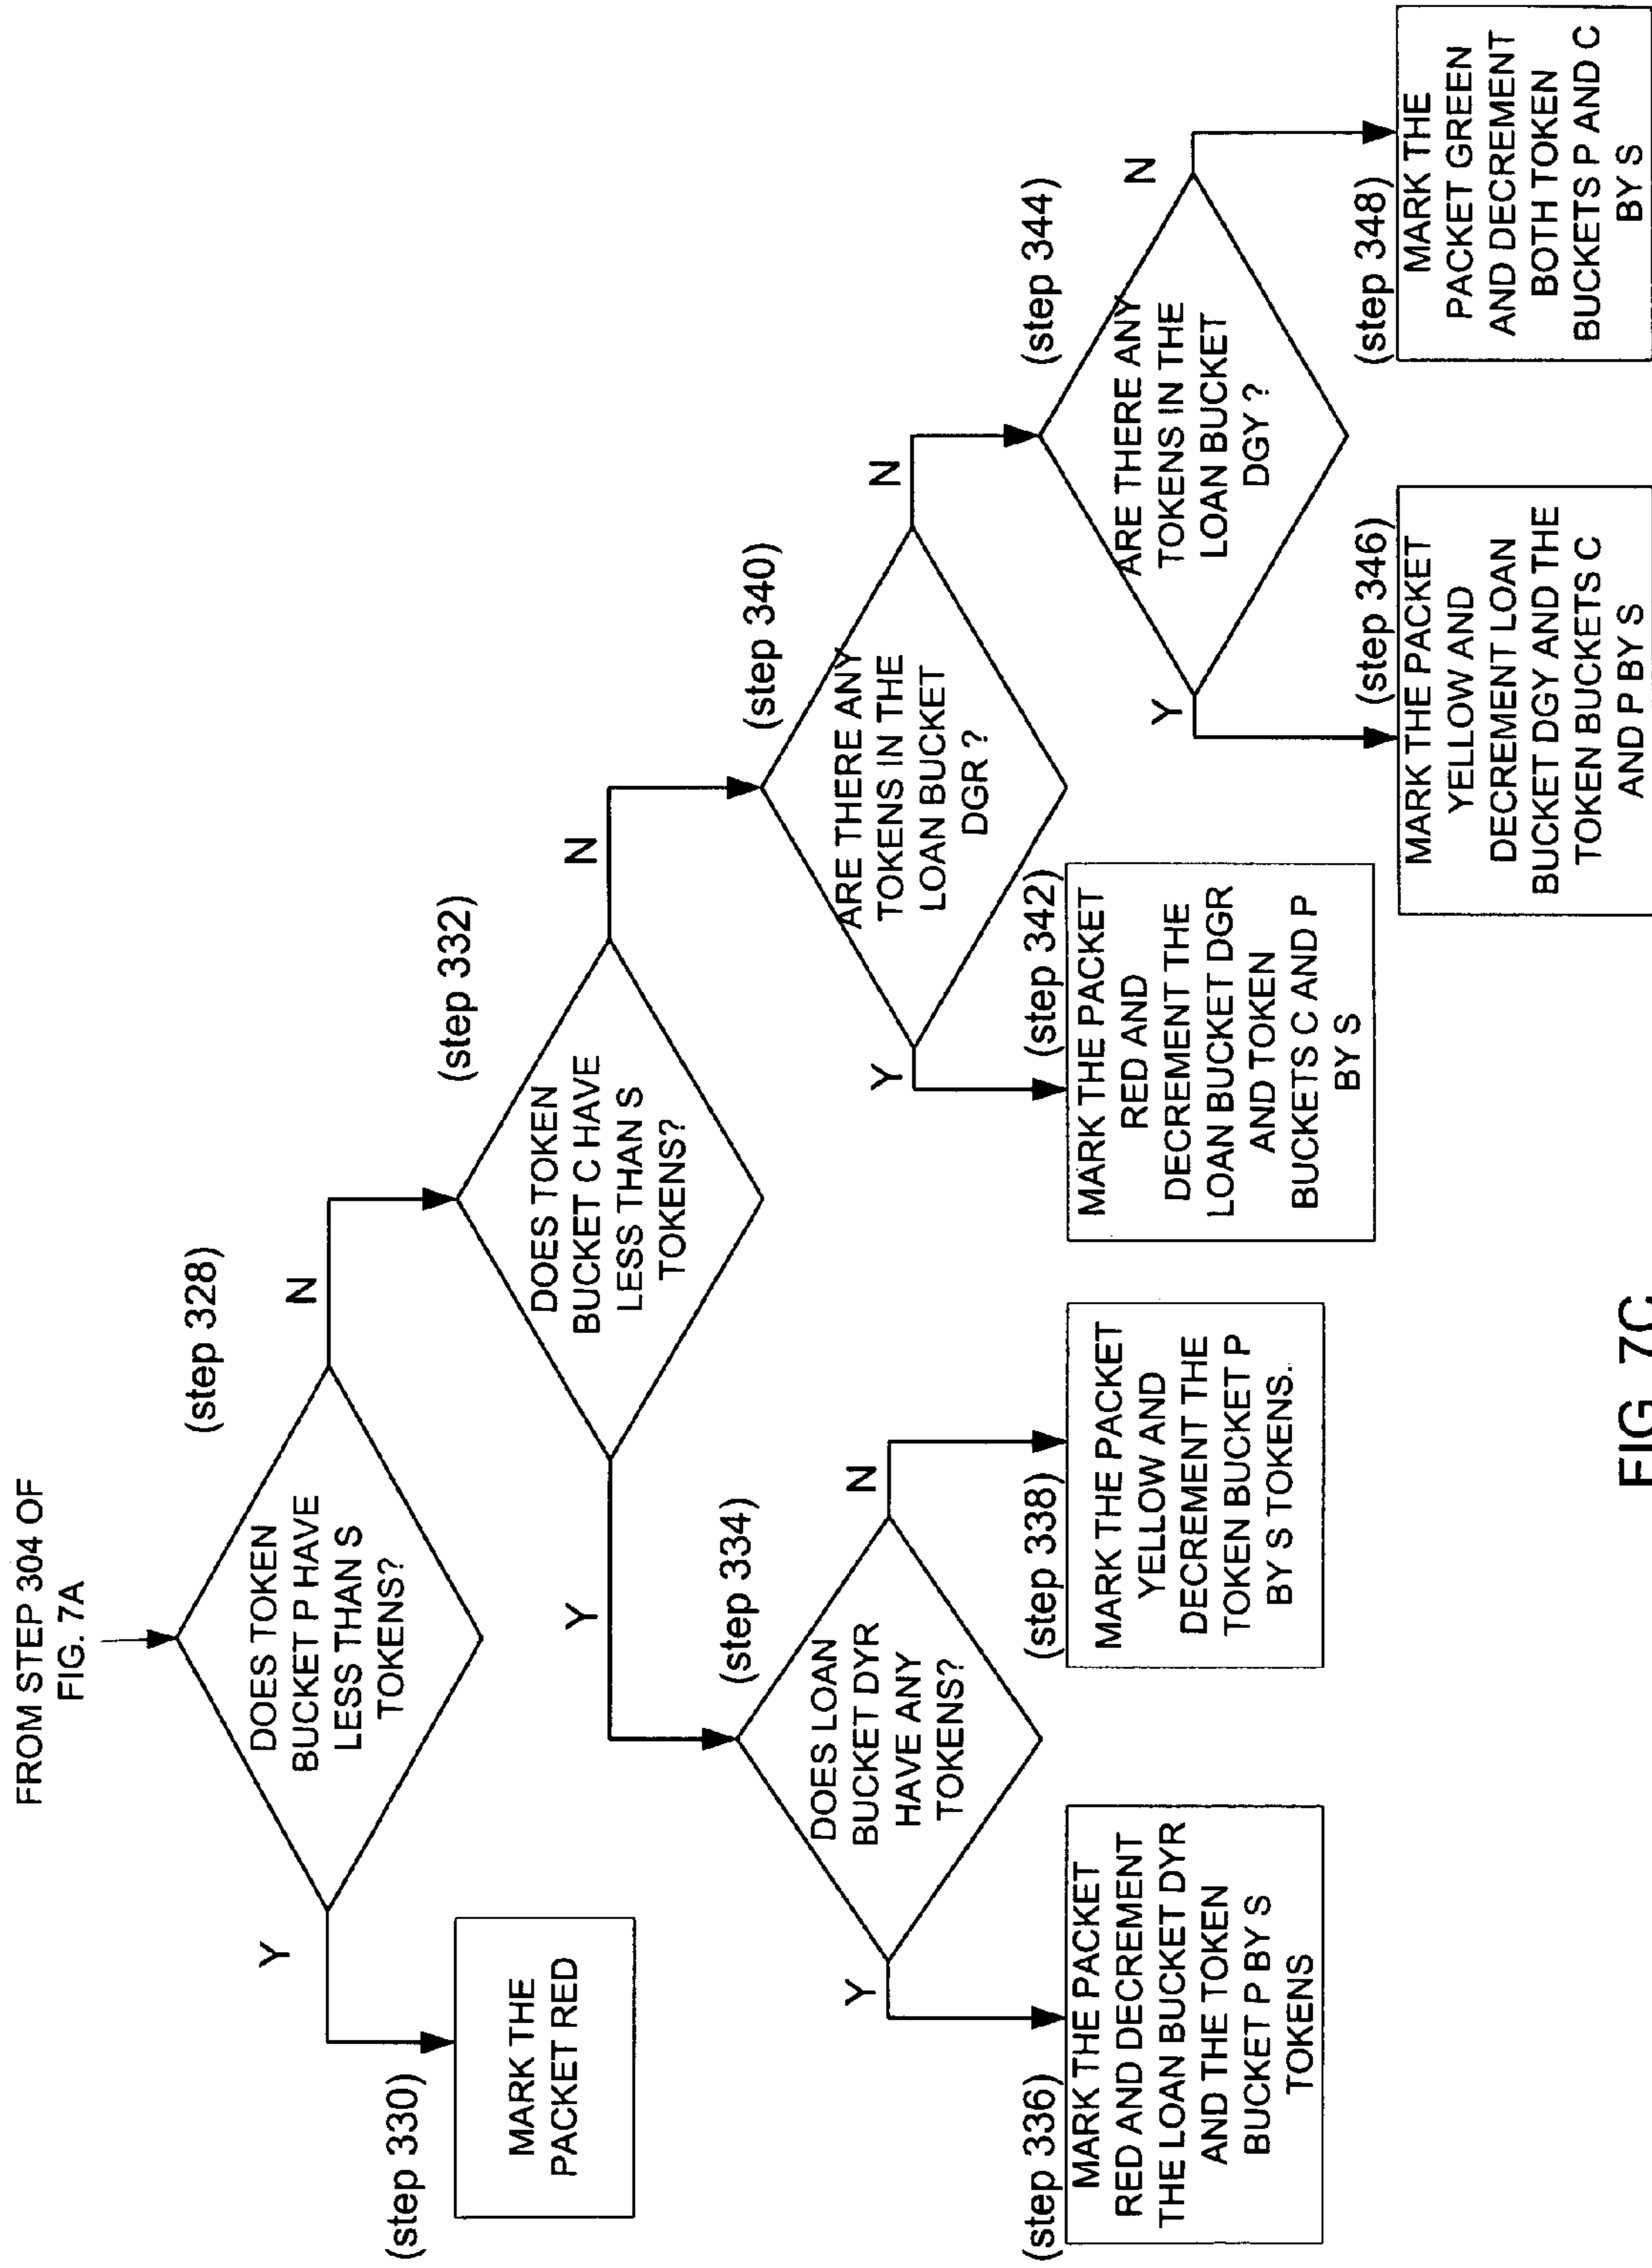 FROM STEP 304 OF
FIG. 7A
(step 328)
DOES TOKEN
BUCKET P HAVE
LESS THAN S
TOKENS?
Y
N
(step 330)
MARK THE
PACKET RED
(step 332)
DOES TOKEN
BUCKET C HAVE
LESS THAN S
TOKENS?
Y
N
(step 334)
DOES LOAN
BUCKET DYR
HAVE ANY
TOKENS?
Y
N
(step 336)
MARK THE PACKET
RED AND DECREMENT
THE LOAN BUCKET DYR
AND THE TOKEN
BUCKET P BY S
TOKENS
(step 338)
MARK THE PACKET
YELLOW AND
DECREMENT THE
TOKEN BUCKET P
BY S TOKENS.
(step 340)
ARE THERE ANY
TOKENS IN THE
LOAN BUCKET
DGR ?
Y
N
(step 342)
MARK THE PACKET
RED AND
DECREMENT THE
LOAN BUCKET DGR
AND TOKEN
BUCKETS C AND P
BY S
(step 344)
ARE THERE ANY
TOKENS IN THE
LOAN BUCKET
DGY ?
Y
N
(step 346)
MARK THE PACKET
YELLOW AND
DECREMENT LOAN
BUCKET DGY AND THE
TOKEN BUCKETS C
AND P BY S
(step 348)
MARK THE
PACKET GREEN
AND DECREMENT
BOTH TOKEN
BUCKETS P AND C
BY S
FIG. 7C